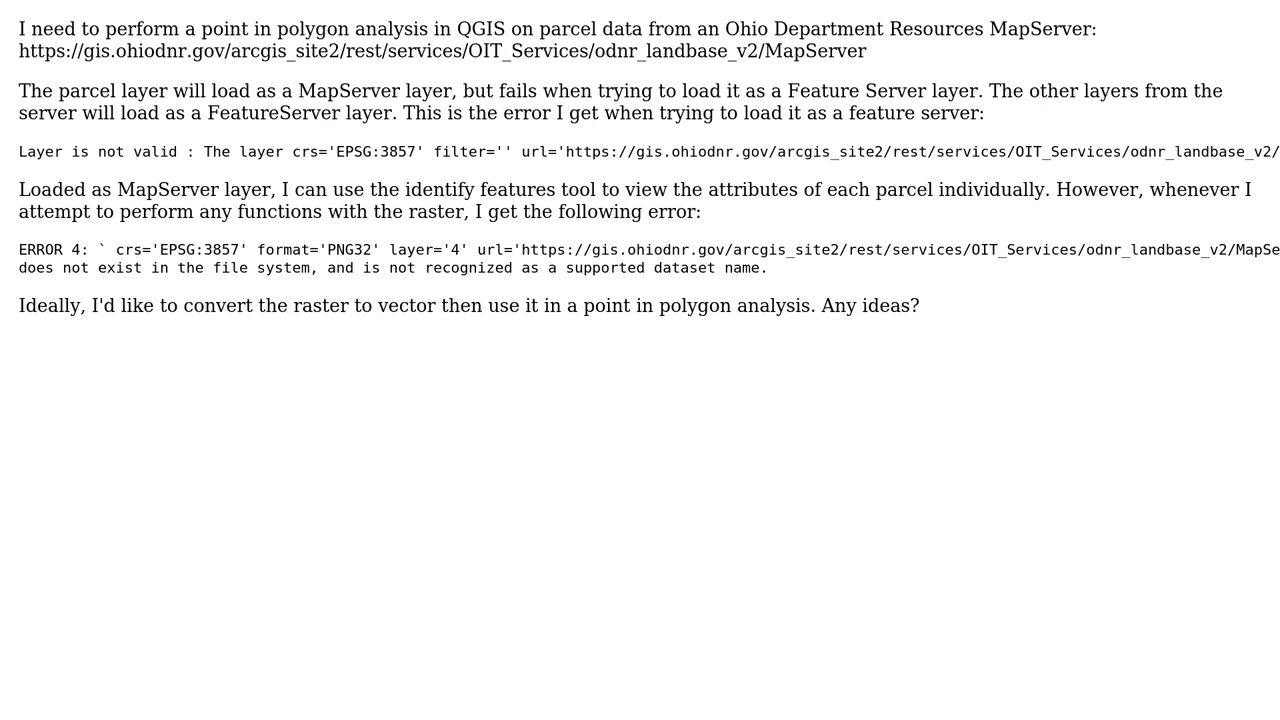 I need to perform a point in polygon analysis in QGIS on parcel data from an Ohio Department Resources MapServer:
https://gis.ohiodnr.gov/arcgis_site2/rest/services/OIT_Services/odnr_landbase_v2/MapServer
The parcel layer will load as a MapServer layer, but fails when trying to load it as a Feature Server layer. The other layers from the
server will load as a FeatureServer layer. This is the error I get when trying to load it as a feature server:
Layer is not valid : The layer crs='EPSG:3857' filter='' url='https://gis.ohiodnr.gov/arcgis_site2/rest/services/OIT_Services/odnr_landbase_v2/
Loaded as MapServer layer, I can use the identify features tool to view the attributes of each parcel individually. However, whenever I
attempt to perform any functions with the raster, I get the following error:
ERROR 4: ` crs='EPSG:3857' format='PNG32' layer='4' url='https://gis.ohiodnr.gov/arcgis_site2/rest/services/OIT_Services/odnr_landbase_v2/MapSe
does not exist in the file system, and is not recognized as a supported dataset name.
Ideally, I'd like to convert the raster to vector then use it in a point in polygon analysis. Any ideas?